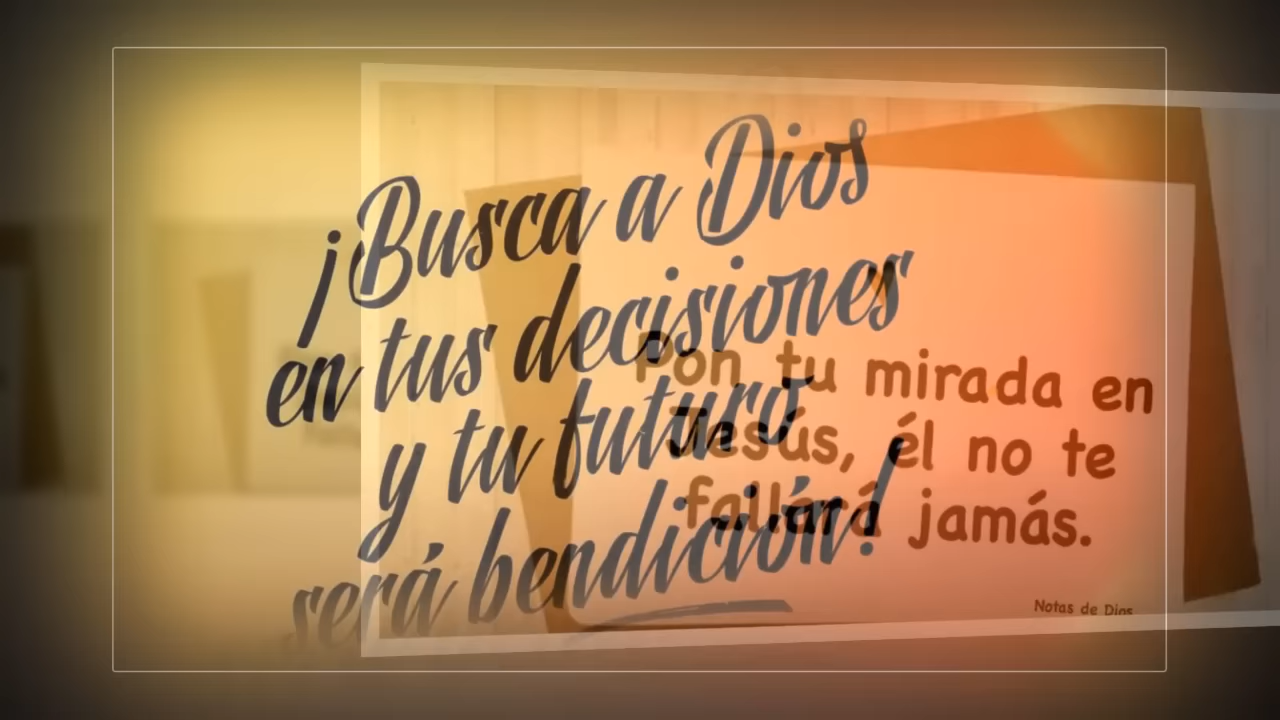 ¡Busca a Dios
en tus decisiones
y tu futuro
será bendición!
Pon tu mirada en
Jesús, él no te
fallará jamás.
Notas de Dios